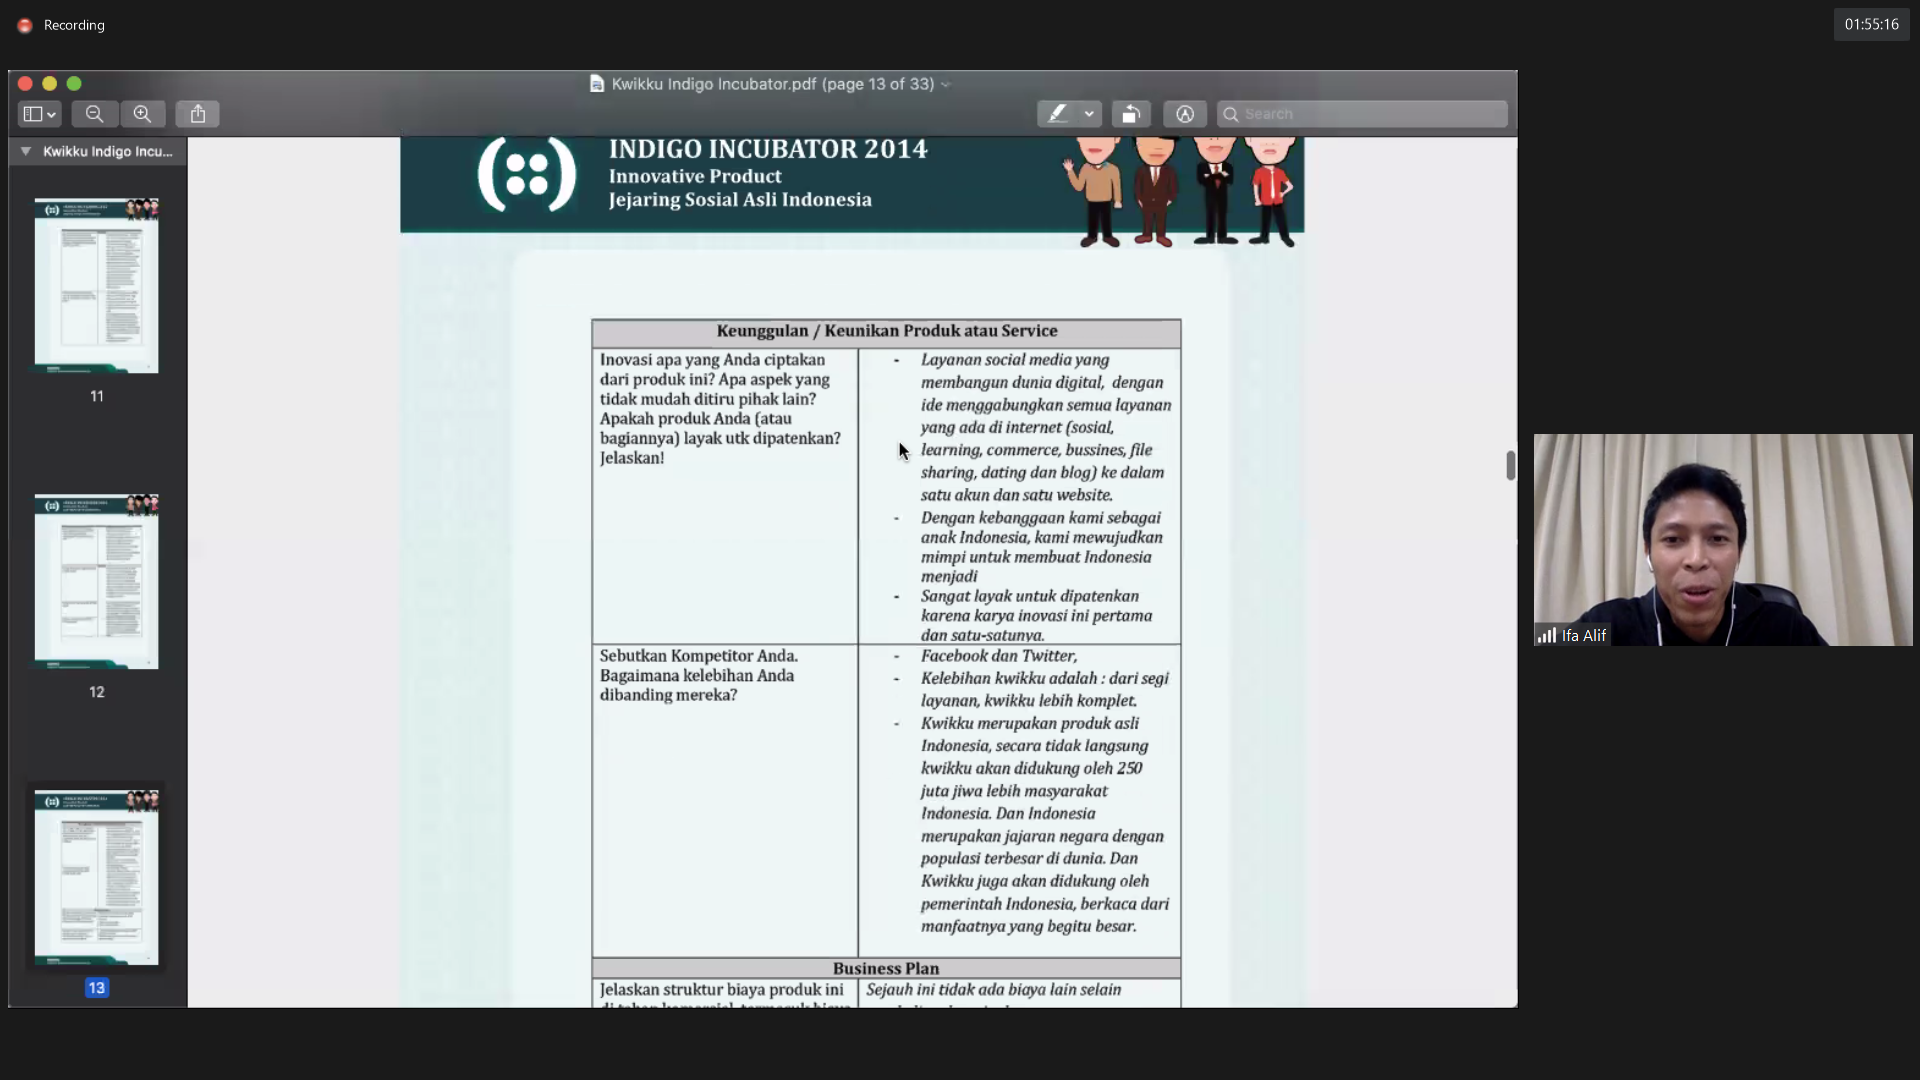 Recording
01:55:16
Kwikku Indigo Incubator.pdf (page 13 of 33)
Search
Kwikku Indigo Incu...
11
12
13
INDIGO INCUBATOR 2014
Innovative Product
Jejaring Sosial Asli Indonesia
Keunggulan / Keunikan Produk atau Service
Inovasi apa yang Anda ciptakan
dari produk ini? Apa aspek yang
tidak mudah ditiru pihak lain?
Apakah produk Anda (atau
bagiannya) layak utk dipatenkan?
Jelaskan!
- Layanan social media yang
membangun dunia digital, dengan
ide menggabungkan semua layanan
yang ada di internet (sosial,
learning, commerce, bussines, file
sharing, dating dan blog) ke dalam
satu akun dan satu website.
- Dengan kebanggaan kami sebagai
anak Indonesia, kami mewujudkan
mimpi untuk membuat Indonesia
menjadi
- Sangat layak untuk dipatenkan
karena karya inovasi ini pertama
dan satu-satunya.
Sebutkan Kompetitor Anda.
Bagaimana kelebihan Anda
dibanding mereka?
- Facebook dan Twitter,
- Kelebihan kwikku adalah : dari segi
layanan, kwikku lebih komplet.
- Kwikku merupakan produk asli
Indonesia, secara tidak langsung
kwikku akan didukung oleh 250
juta jiwa lebih masyarakat
Indonesia. Dan Indonesia
merupakan jajaran negara dengan
populasi terbesar di dunia. Dan
Kwikku juga akan didukung oleh
pemerintah Indonesia, berkaca dari
manfaatnya yang begitu besar.
Business Plan
Jelaskan struktur biaya produk ini
Sejauh ini tidak ada biaya lain selain
Ifa Alif